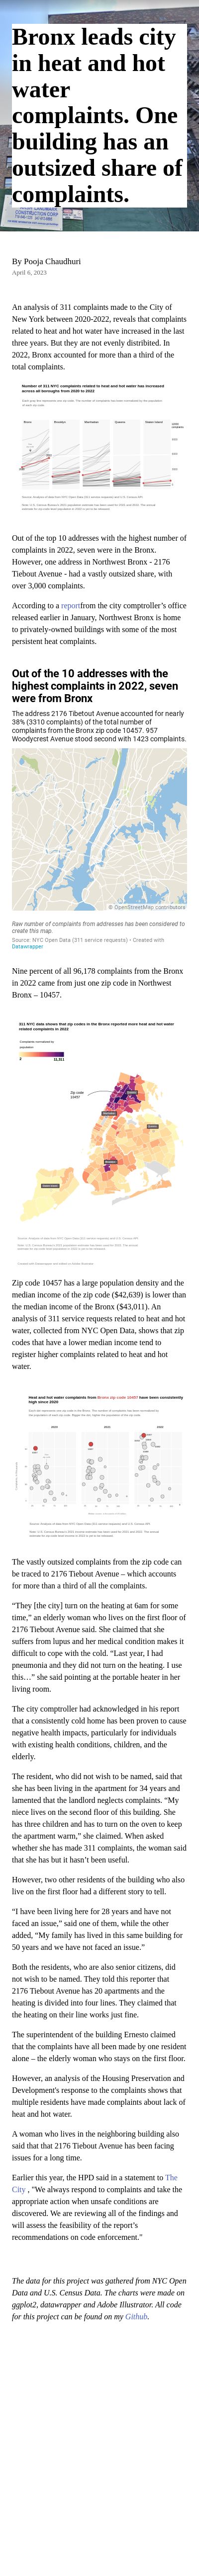 Bronx leads city
in heat and hot
water
complaints. One
building has an
outsized share of
complaints.
By Pooja Chaudhuri
April 6, 2023
An analysis of 311 complaints made to the City of
New York between 2020-2022, reveals that complaints
related to heat and hot water have increased in the last
three years. But they are not evenly distribited. In
2022, Bronx accounted for more than a third of the
total complaints.
Number of 311 NYC complaints related to heat and hot water has increased
across all boroughs from 2020 to 2022
Bronx Brooklyn Manhattan Queens Staten Island
Out of the top 10 addresses with the highest number of
complaints in 2022, seven were in the Bronx.
However, one address in Northwest Bronx - 2176
Tiebout Avenue - had a vastly outsized share, with
over 3,000 complaints.
According to a reportfrom the city comptroller’s office
released earlier in January, Northwest Bronx is home
to privately-owned buildings with some of the most
persistent heat complaints.
Out of the 10 addresses with the
highest complaints in 2022, seven
were from Bronx
The address 2176 Tibetout Avenue accounted for nearly
38% (3310 complaints) of the total number of
complaints from the Bronx zip code 10457. 957
Woodycrest Avenue stood second with 1423 complaints.
© OpenStreetMap contributors
Raw number of complaints from addresses has been considered to
create this map.
Source: NYC Open Data (311 service requests) • Created with
Datawrapper
Nine percent of all 96,178 complaints from the Bronx
in 2022 came from just one zip code in Northwest
Bronx – 10457.
311 NYC data shows that zip codes in the Bronx reported more heat and hot water
related complaints in 2022
Complaints normalized by
population
Zip code
10457
Zip code 10457 has a large population density and the
median income of the zip code ($42,639) is lower than
the median income of the Bronx ($43,011). An
analysis of 311 service requests related to heat and hot
water, collected from NYC Open Data, shows that zip
codes that have a lower median income tend to
register higher complaints related to heat and hot
water.
Heat and hot water complaints from Bronx zip code 10457 have been consistently
high since 2020
The vastly outsized complaints from the zip code can
be traced to 2176 Tiebout Avenue – which accounts
for more than a third of all the complaints.
“They [the city] turn on the heating at 6am for some
time,” an elderly woman who lives on the first floor of
2176 Tiebout Avenue said. She claimed that she
suffers from lupus and her medical condition makes it
difficult to cope with the cold. “Last year, I had
pneumonia and they did not turn on the heating. I use
this…” she said pointing at the portable heater in her
living room.
The city comptroller had acknowledged in his report
that a consistently cold home has been proven to cause
negative health impacts, particularly for individuals
with existing health conditions, children, and the
elderly.
The resident, who did not wish to be named, said that
she has been living in the apartment for 34 years and
lamented that the landlord neglects complaints. “My
niece lives on the second floor of this building. She
has three children and has to turn on the oven to keep
the apartment warm,” she claimed. When asked
whether she has made 311 complaints, the woman said
that she has but it hasn’t been useful.
However, two other residents of the building who also
live on the first floor had a different story to tell.
“I have been living here for 28 years and have not
faced an issue,” said one of them, while the other
added, “My family has lived in this same building for
50 years and we have not faced an issue.”
Both the residents, who are also senior citizens, did
not wish to be named. They told this reporter that
2176 Tiebout Avenue has 20 apartments and the
heating is divided into four lines. They claimed that
the heating on their line works just fine.
The superintendent of the building Ernesto claimed
that the complaints have all been made by one resident
alone – the elderly woman who stays on the first floor.
However, an analysis of the Housing Preservation and
Development's response to the complaints shows that
multiple residents have made complaints about lack of
heat and hot water.
A woman who lives in the neighboring building also
said that that 2176 Tiebout Avenue has been facing
issues for a long time.
Earlier this year, the HPD said in a statement to The
City , "We always respond to complaints and take the
appropriate action when unsafe conditions are
discovered. We are reviewing all of the findings and
will assess the feasibility of the report’s
recommendations on code enforcement."
The data for this project was gathered from NYC Open
Data and U.S. Census Data. The charts were made on
ggplot2, datawrapper and Adobe Illustrator. All code
for this project can be found on my Github.